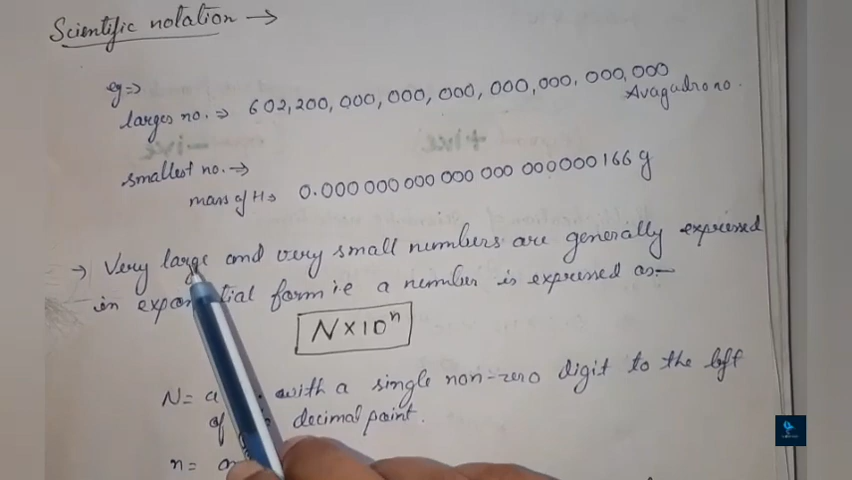 Scientific notation →
eg ⇒
larges no. ⇒ 602,200,000,000,000,000,000,000
Avagadro no.
smallest no. →
mass of H ⇒ 0.000 000 000 000 000 000000166 g
→ Very large and very small numbers are generally expressed
in form i.e a number is expressed as —
N×10ⁿ
N = a with a single non-zero digit to the left
of decimal point.
n =